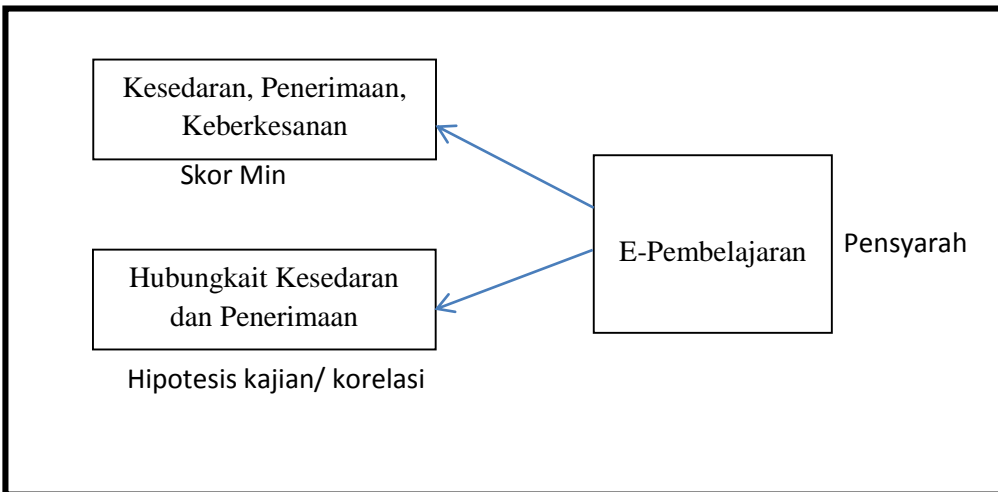 Kesedaran, Penerimaan,
Keberkesanan
Skor Min
Hubungkait Kesedaran
dan Penerimaan
Hipotesis kajian/ korelasi
E-Pembelajaran
Pensyarah